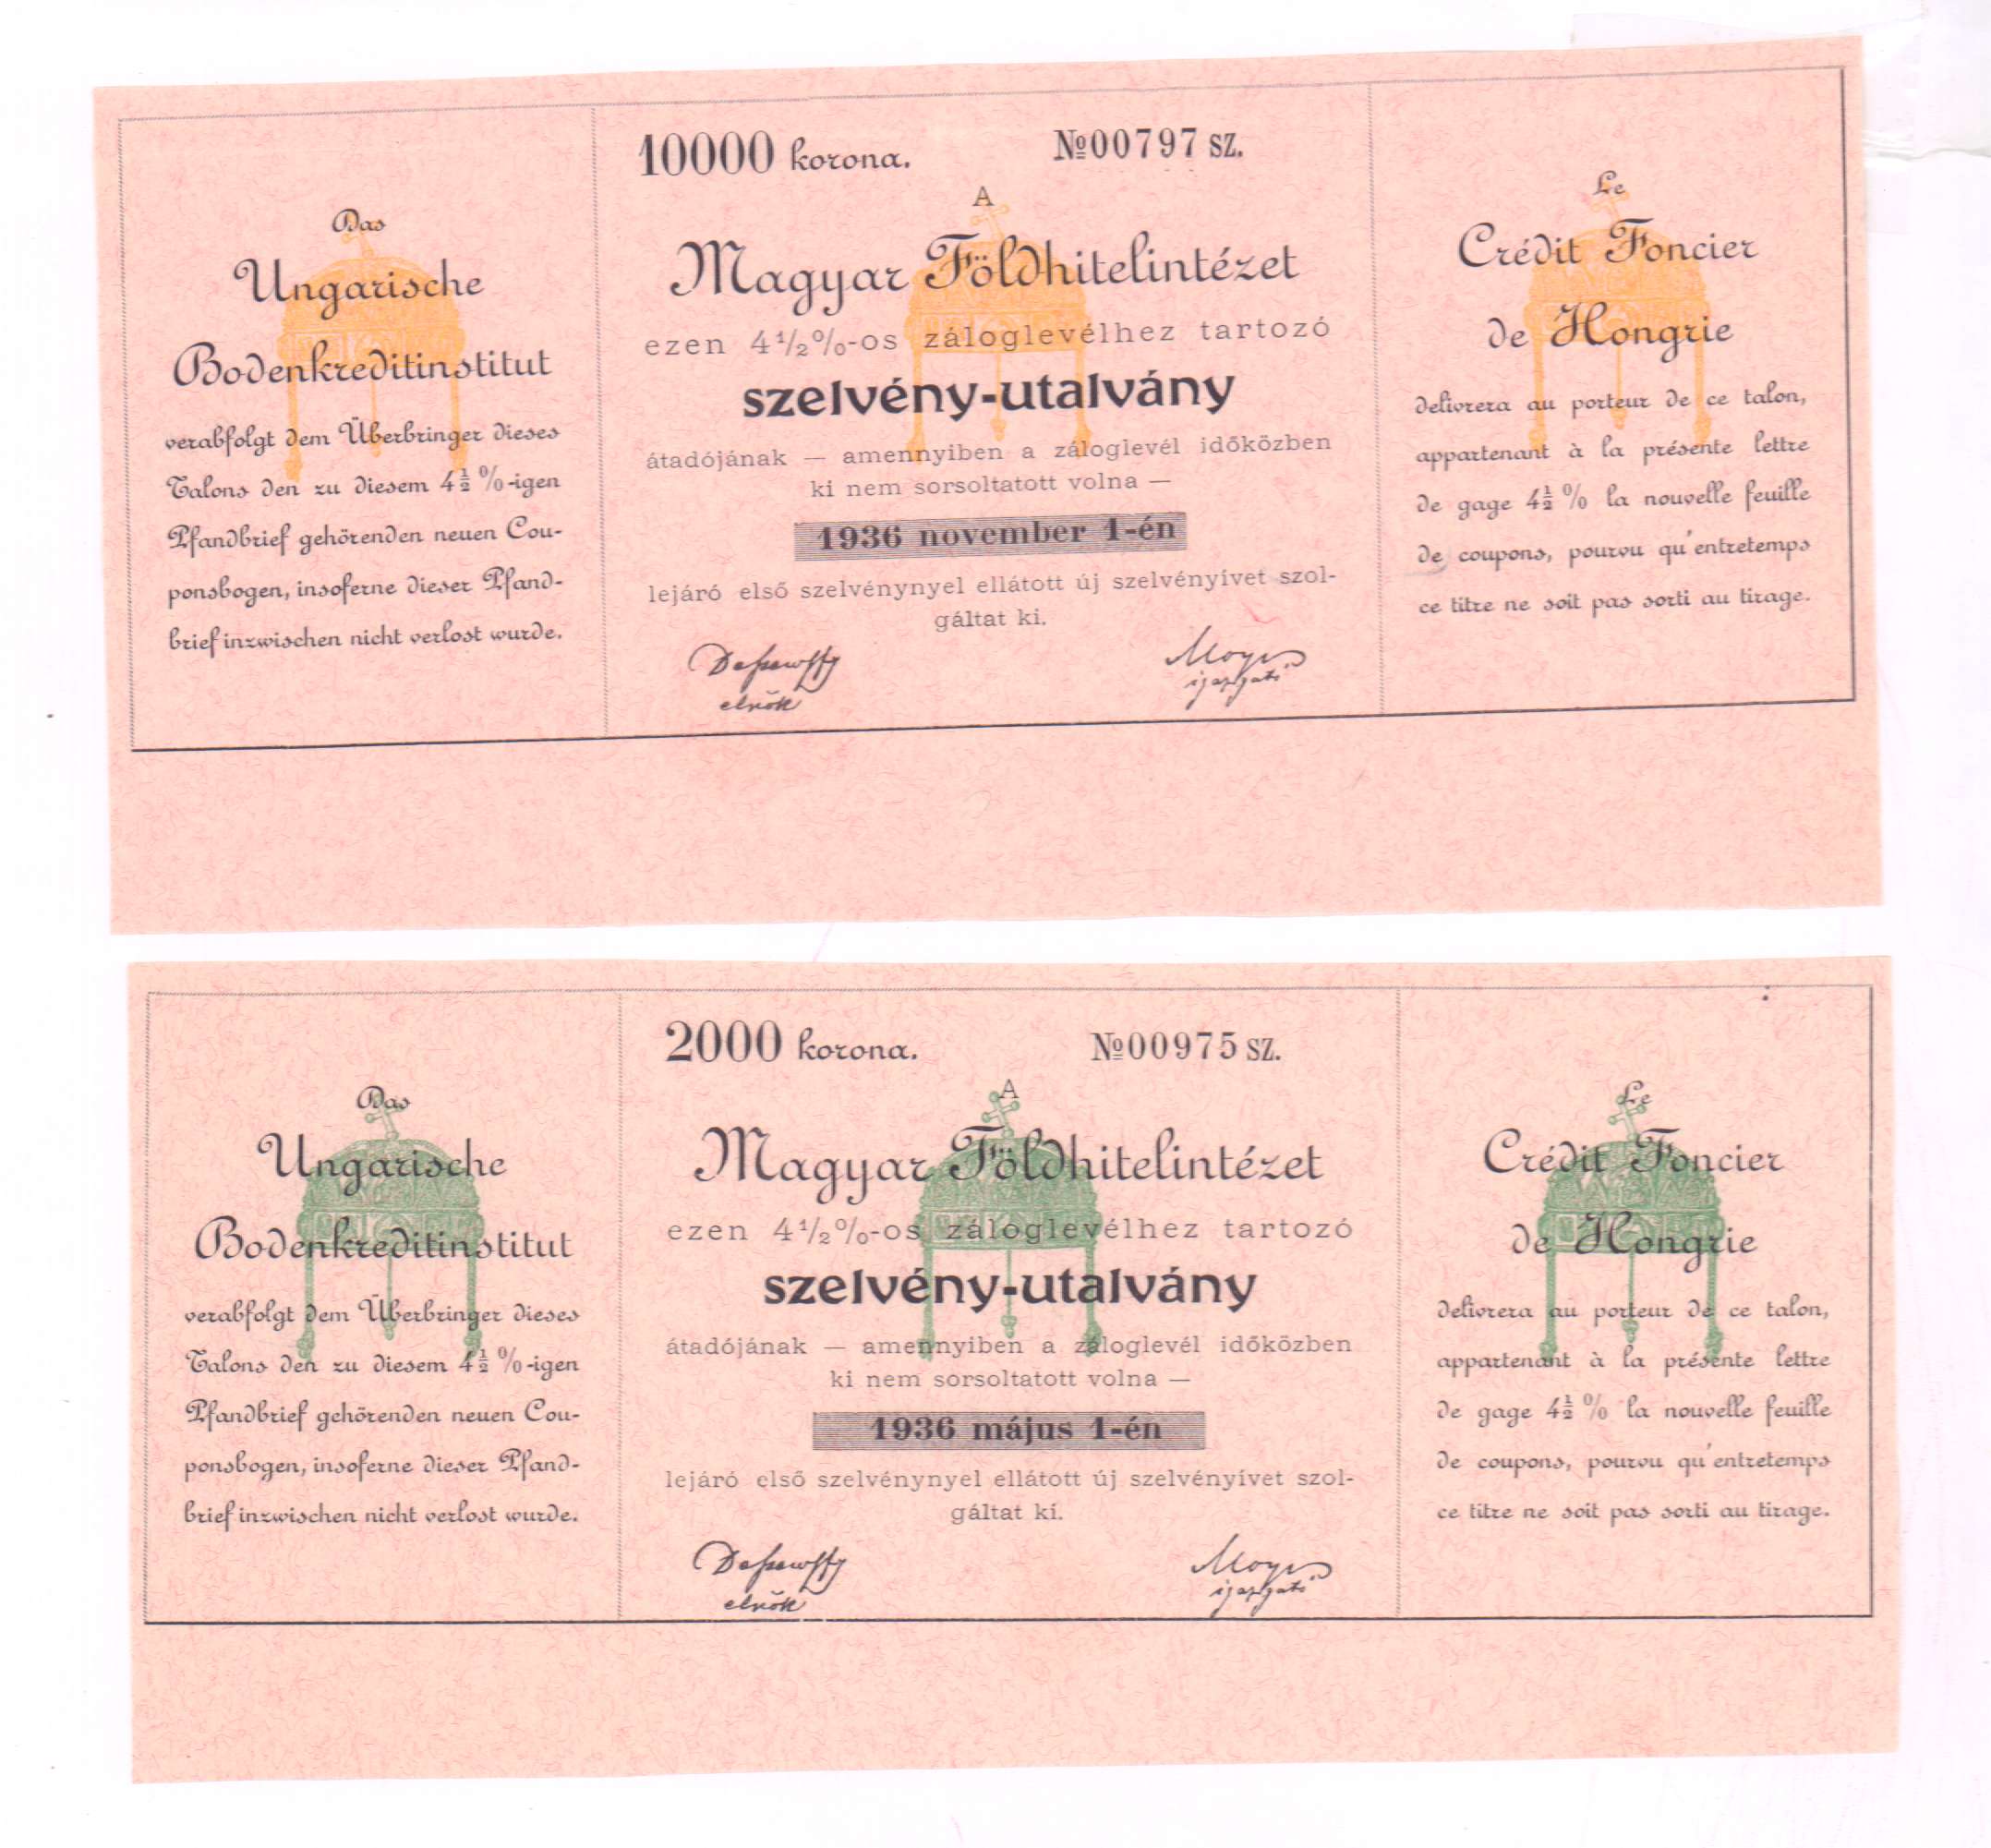 Das
Ungarische
Bodenkreditinstitut
verabfolgt dem Überbringer dieses
Talons den zu diesem 4½%-igen
Pfandbrief gehörenden neuen Cou-
ponsbogen, insoferne dieser Pfand-
brief inzwischen nicht verlost wurde.
10000 korona. №00797 SZ.
A
Magyar Földhitelintézet
ezen 4½%-os záloglevélhez tartozó
szelvény-utalvány
átadójának — amennyiben a záloglevél időközben
ki nem sorsoltatott volna —
1936 november 1-én
lejáró első szelvénynyel ellátott új szelvényívet szol-
gáltat ki.
Dessewffy
elnök
igazgató
Le
Crédit Foncier
de Hongrie
delivrera au porteur de ce talon,
appartenant à la présente lettre
de gage 4½% la nouvelle feuille
de coupons, pourvu qu'entretemps
ce titre ne soit pas sorti au tirage.
Das
Ungarische
Bodenkreditinstitut
verabfolgt dem Überbringer dieses
Talons den zu diesem 4½%-igen
Pfandbrief gehörenden neuen Cou-
ponsbogen, insoferne dieser Pfand-
brief inzwischen nicht verlost wurde.
2000 korona. №00975 SZ.
A
Magyar Földhitelintézet
ezen 4½%-os záloglevélhez tartozó
szelvény-utalvány
átadójának — amennyiben a záloglevél időközben
ki nem sorsoltatott volna —
1936 május 1-én
lejáró első szelvénynyel ellátott új szelvényívet szol-
gáltat ki.
Dessewffy
elnök
igazgató
Le
Crédit Foncier
de Hongrie
delivrera au porteur de ce talon,
appartenant à la présente lettre
de gage 4½% la nouvelle feuille
de coupons, pourvu qu'entretemps
ce titre ne soit pas sorti au tirage.